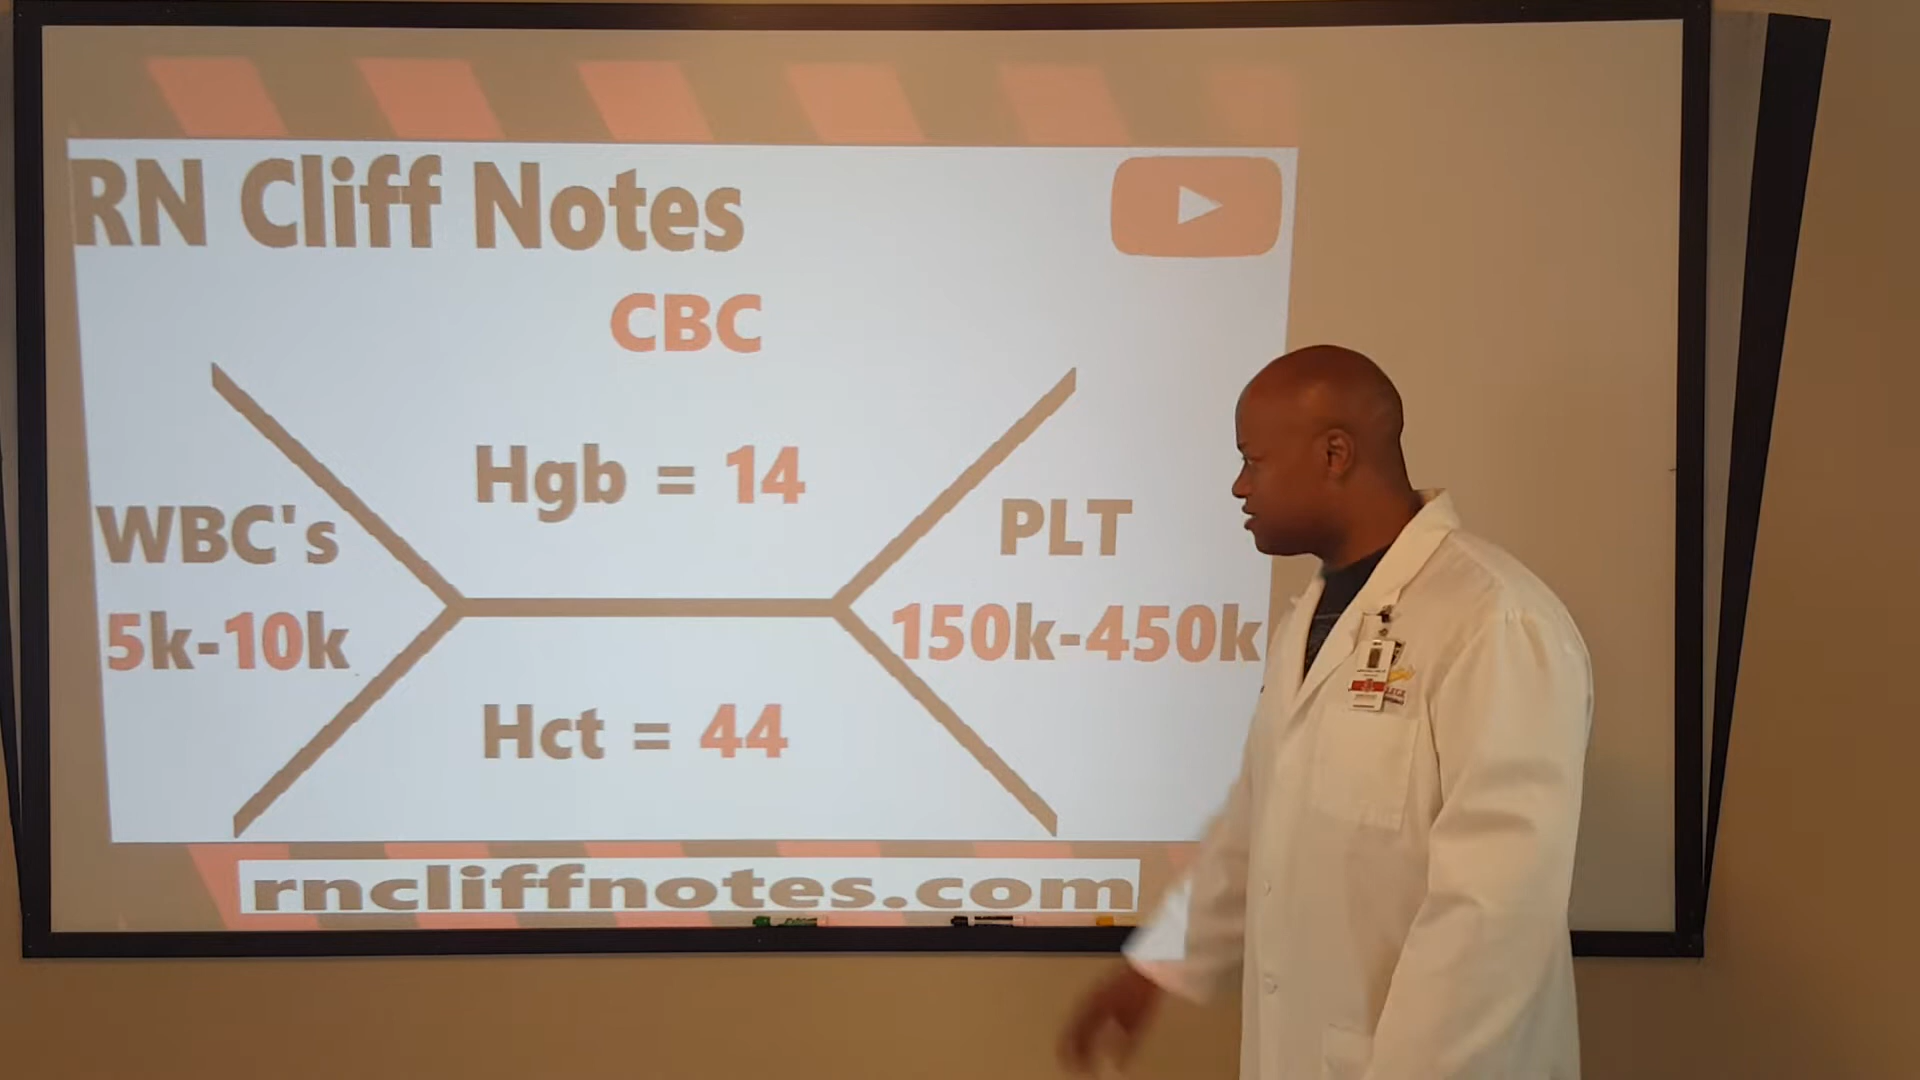 RN Cliff Notes
CBC
Hgb = 14
WBC's
5k-10k
PLT
150k-450k
Hct = 44
rncliffnotes.com